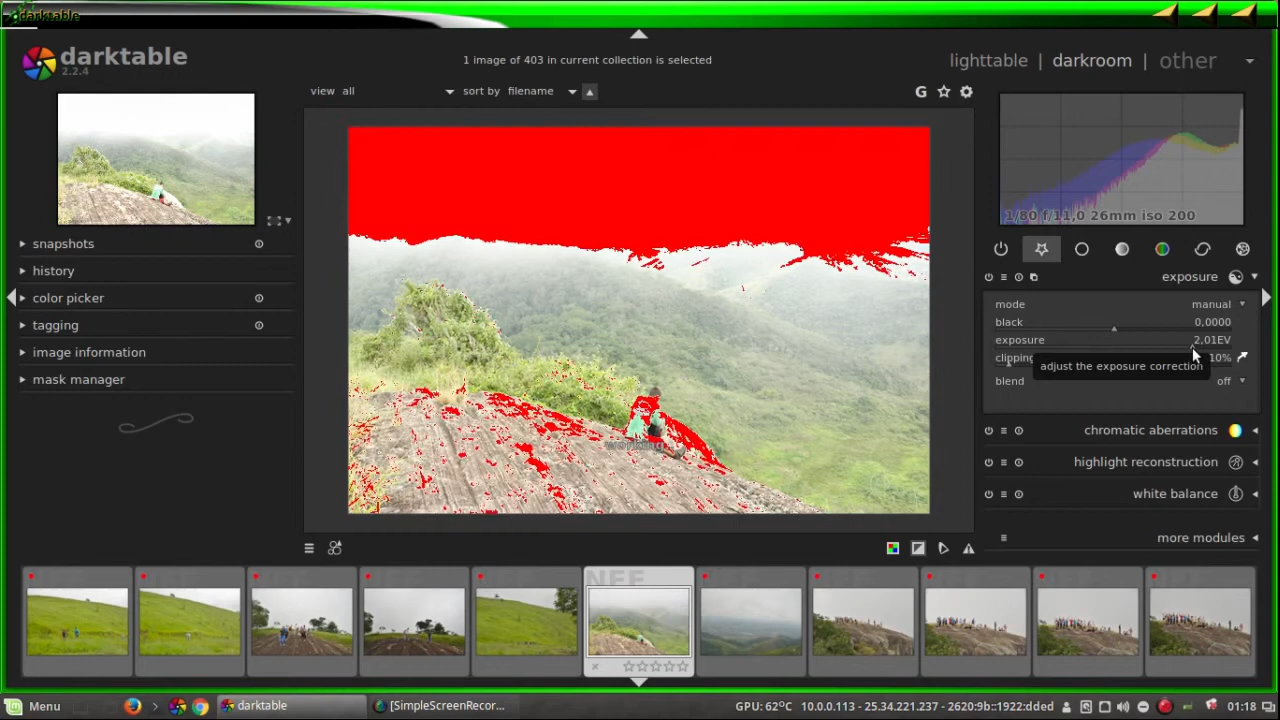 darktable
darktable
2.2.4
1 image of 403 in current collection is selected
lighttable | darkroom | other
view all
sort by filename
G
1/80 f/11,0 26mm iso 200
snapshots
history
color picker
tagging
image information
mask manager
exposure
mode manual
black 0,0000
exposure 2,01EV
clipping 10%
adjust the exposure correction
blend off
working
chromatic aberrations
highlight reconstruction
white balance
more modules
NEF
Menu
darktable
[SimpleScreenRecor...
GPU: 62°C 10.0.0.113 - 25.34.221.237 - 2620:9b::1922:dded
01:18